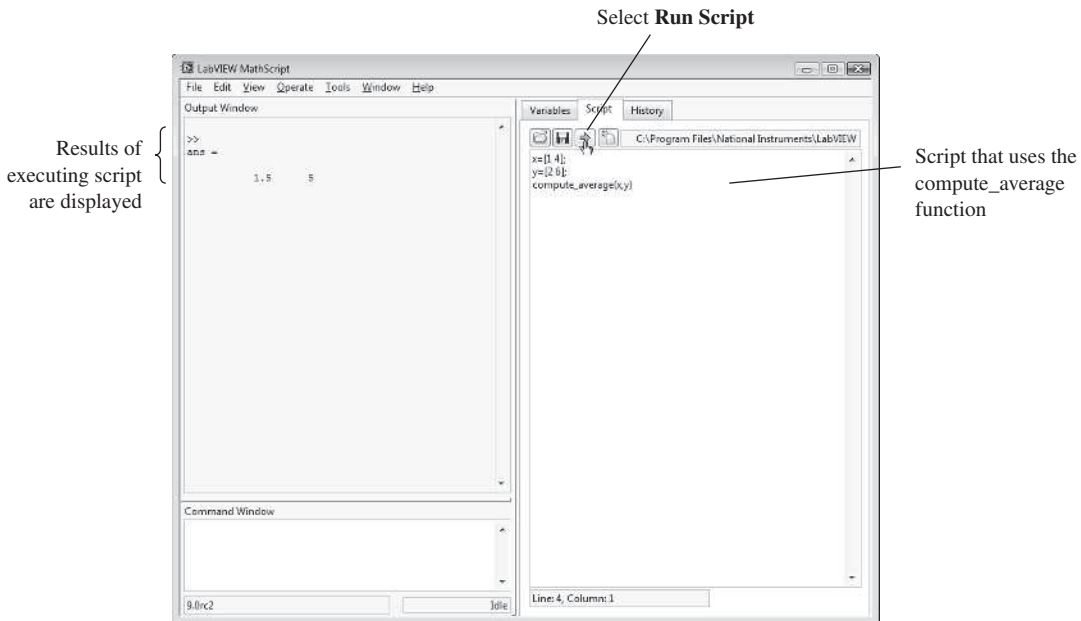 Select Run Script
LabVIEW MathScript
File Edit View Operate Tools Window Help
Output Window
>>
ans =
1.5 5
Results of
executing script
are displayed
Command Window
9.0rc2
Idle
Variables Script History
C:\Program Files\National Instruments\LabVIEW
x=[1 4];
y=[2 6];
compute_average(x,y)
Script that uses the
compute_average
function
Line: 4, Column: 1